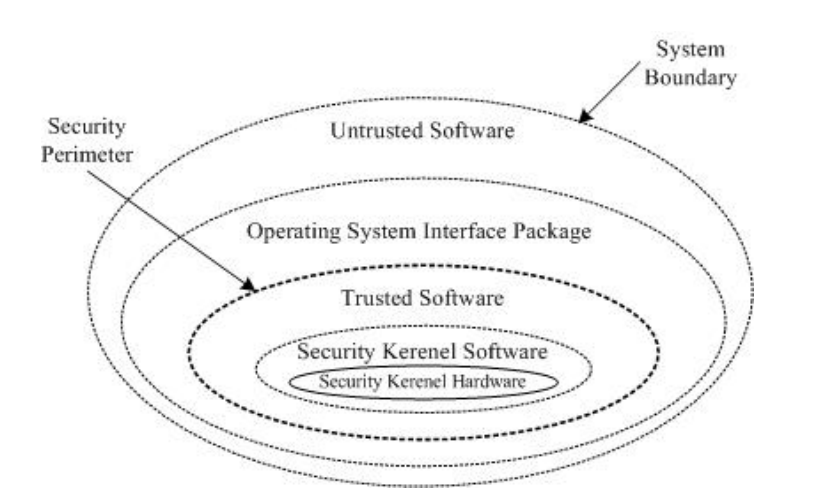 System
Boundary
Security
Perimeter
Untrusted Software
Operating System Interface Package
Trusted Software
Security Kerenel Software
Security Kerenel Hardware